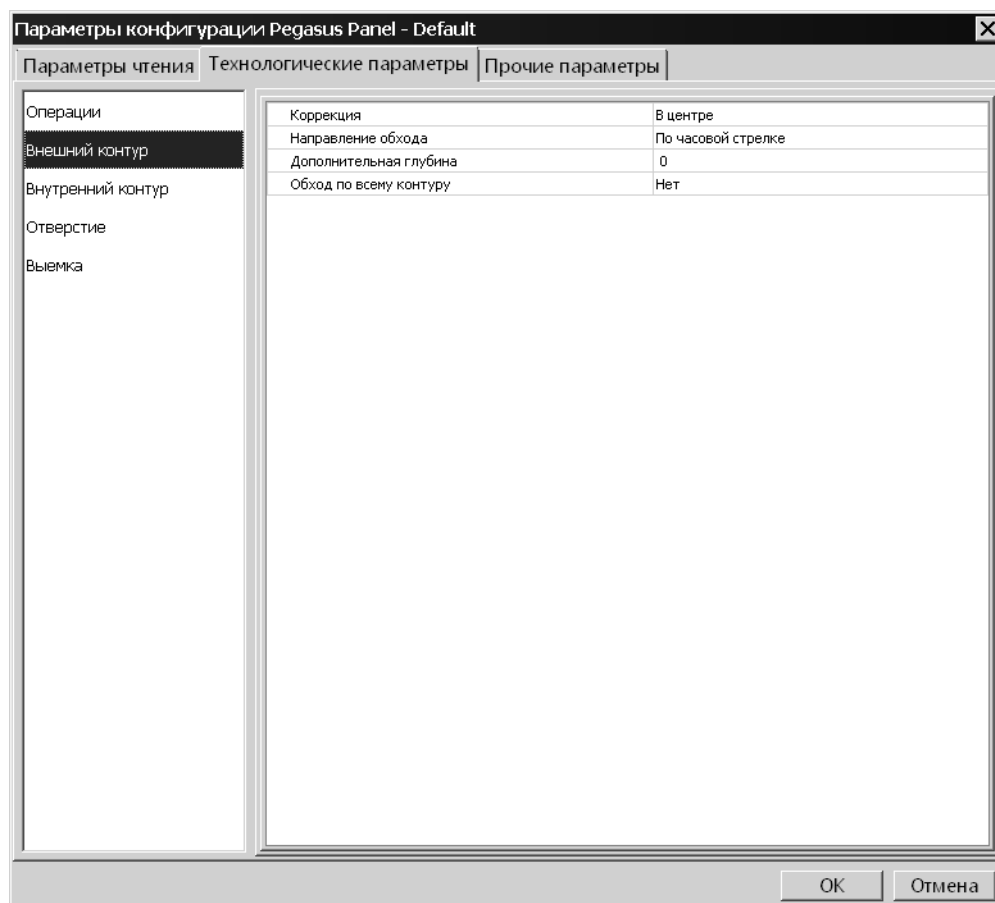 Параметры конфигурации Pegasus Panel - Default
Параметры чтения Технологические параметры Прочие параметры
Операции
Внешний контур
Внутренний контур
Отверстие
Выемка
Коррекция В центре
Направление обхода По часовой стрелке
Дополнительная глубина 0
Обход по всему контуру Нет
OK Отмена